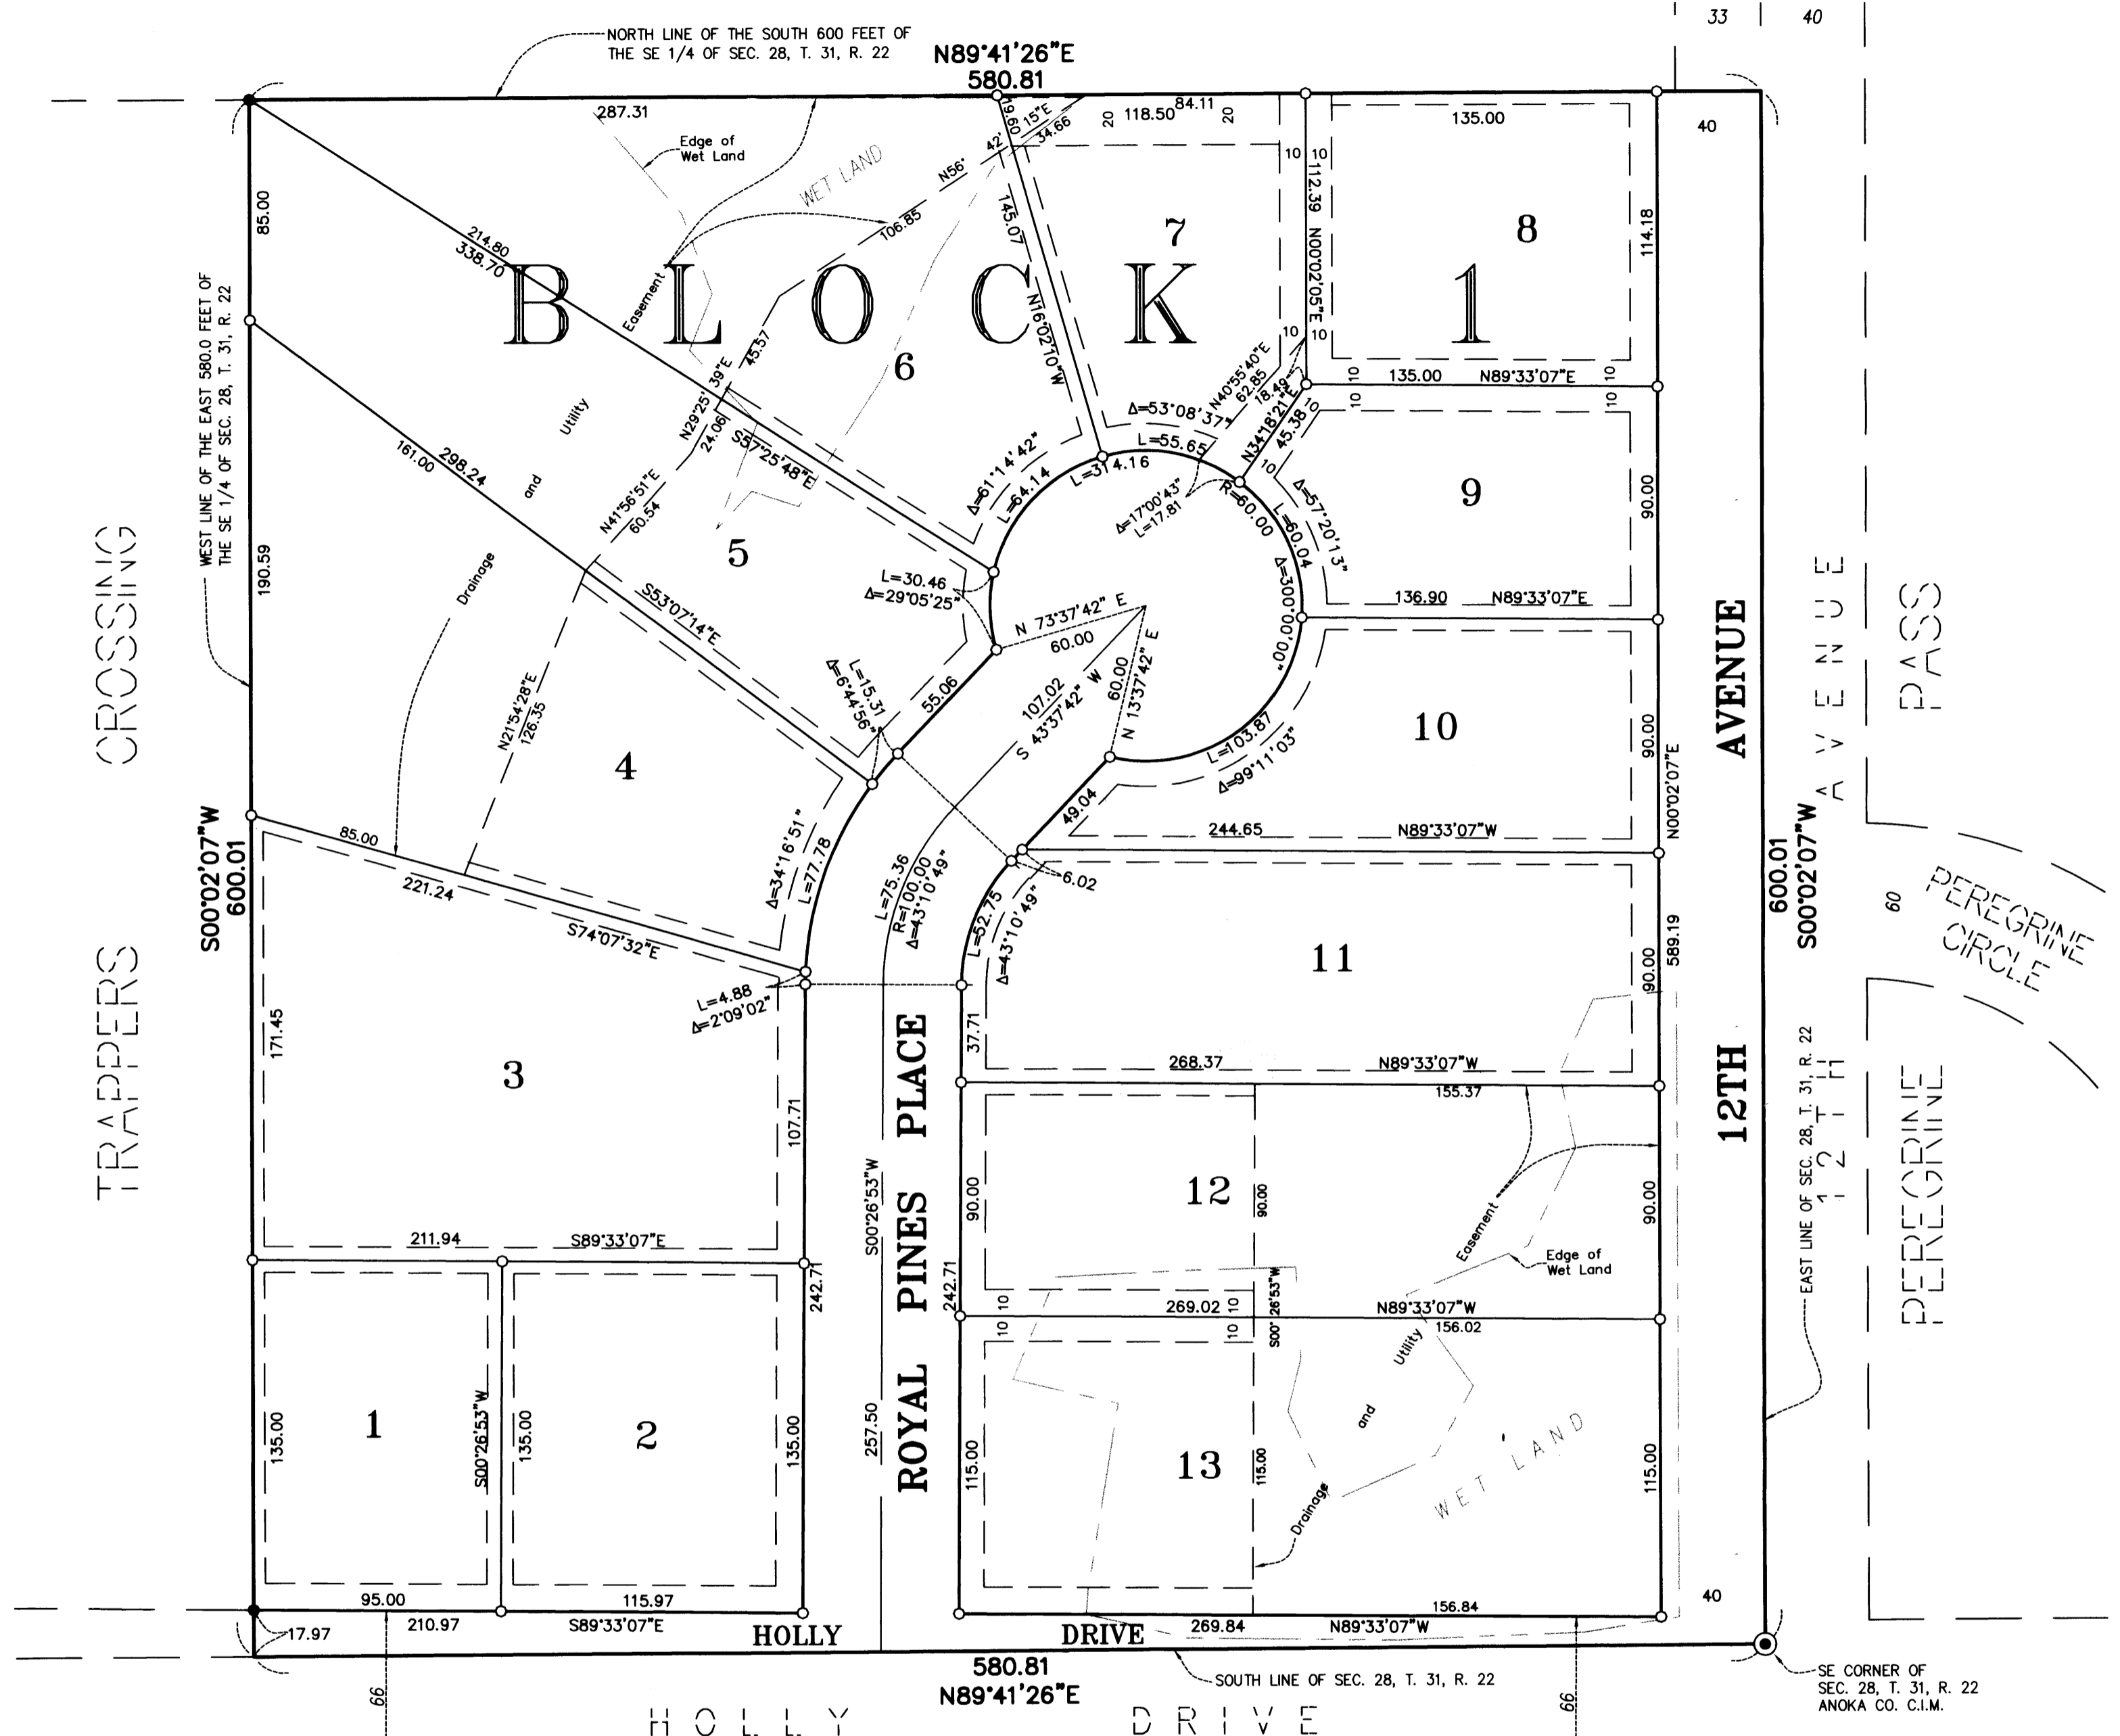 33 40
NORTH LINE OF THE SOUTH 600 FEET OF
THE SE 1/4 OF SEC. 28, T. 31, R. 22
N89°41'26"E
580.81
287.31
19.60
15"E
34.66
42'
N56°
20
118.50
84.11
20
135.00
40
Edge of
Wet Land
WET LAND
106.85
85.00
214.80
338.70
145.07
N16°02'10"W
7
10 10
112.39 N00°02'05"E
10 10
8
114.18
BLOCK 1
Easement
45.57
6
N29°25' 39"E
24.06
S57°25'48"E
N40°55'40"E
62.85
18.49
N34°18'21"E
45.38
10
10
10
135.00 N89°33'07"E
10
10
10
WEST LINE OF THE EAST 580.0 FEET OF
THE SE 1/4 OF SEC. 28, T. 31, R. 22
Utility
and
Drainage
161.00
298.24
N41°56'51"E
60.54
Δ=61°14'42"
L=64.14
Δ=53°08'37"
L=55.65
L=314.16
Δ=17°00'43"
L=17.81
R=60.00
L=60.04
Δ=57°20'13"
Δ=300°00'00"
9
90.00
136.90 N89°33'07"E
5
L=30.46
Δ=29°05'25"
S53°07'14"E
190.59
N 73°37'42" E
60.00
60.00
N 13°37'42" E
107.02
S 43°37'42" W
L=15.31
Δ=6°44'56"
55.06
N21°54'28"E
126.35
4
L=103.87
Δ=99°11'03"
10
90.00
N00°02'07"E
49.04
244.65 N89°33'07"W
6.02
S00°02'07"W
600.01
85.00
221.24
S74°07'32"E
Δ=34°16'51"
L=77.78
L=75.36
R=100.00
Δ=43°10'49"
L=52.75
Δ=43°10'49"
11
589.19
90.00
600.01
S00°02'07"W
TRAPPERS CROSSING
12TH AVENUE
12TH AVENUE
PEREGRINE PASS
60
PEREGRINE
CIRCLE
L=4.88
Δ=2°09'02"
171.45
37.71
268.37 N89°33'07"W
155.37
3
107.71
ROYAL PINES PLACE
S00°26'53"W
257.50
12
90.00
90.00
90.00
Easement
Edge of
Wet Land
EAST LINE OF SEC. 28, T. 31, R. 22
211.94 S89°33'07"E
242.71
242.71
10
269.02
10
N89°33'07"W
156.02
10
10
S00°26'53"W
Utility
and
Drainage
WET LAND
1
135.00
S00°26'53"W
135.00
2
135.00
115.00
13
115.00
115.00
95.00
115.97
210.97 S89°33'07"E
17.97
HOLLY DRIVE
156.84
269.84 N89°33'07"W
40
580.81
N89°41'26"E
SOUTH LINE OF SEC. 28, T. 31, R. 22
SE CORNER OF
SEC. 28, T. 31, R. 22
ANOKA CO. C.I.M.
66
66
HOLLY DRIVE